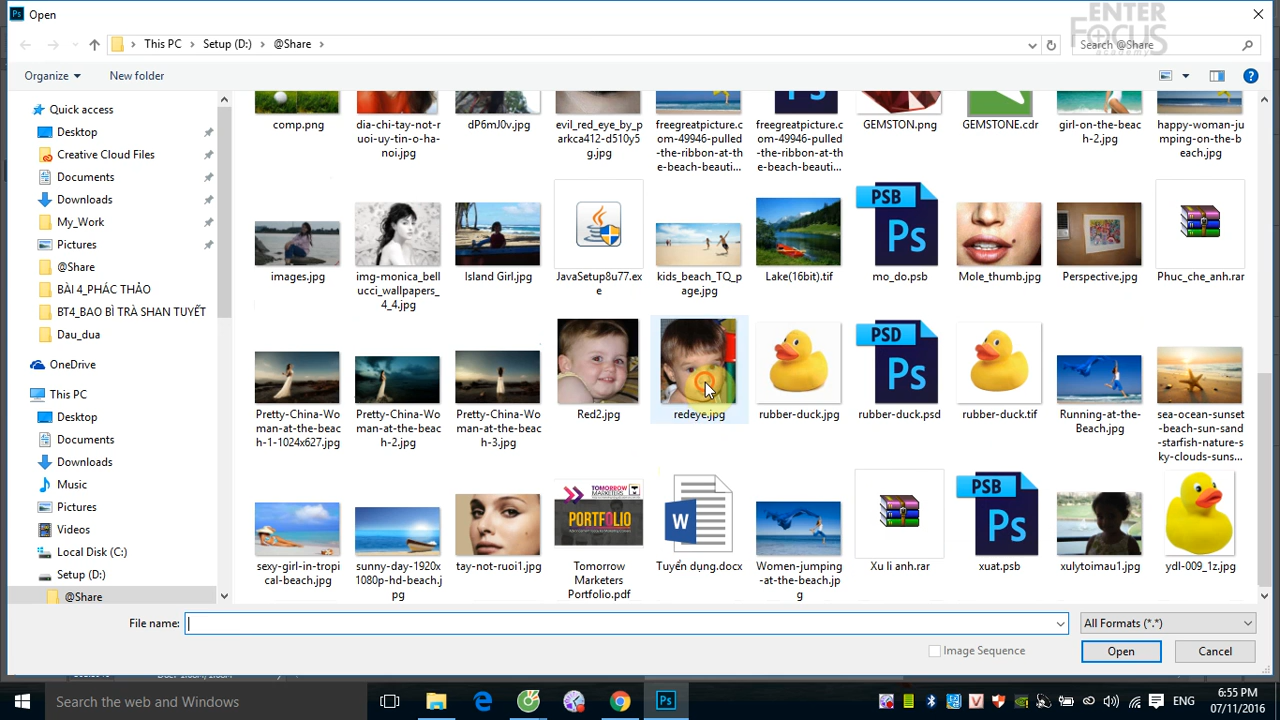 Open
ENTER
FOCUS
academy
This PC
Setup (D:)
@Share
Search @Share
Organize
New folder
Quick access
Desktop
Creative Cloud Files
Documents
Downloads
My_Work
Pictures
@Share
BÀI 4_PHÁC THẢO
BT4_BAO BÌ TRÀ SHAN TUYẾT
Dau_dua
OneDrive
This PC
Desktop
Documents
Downloads
Music
Pictures
Videos
Local Disk (C:)
Setup (D:)
@Share
comp.png
dia-chi-tay-not-r
uoi-uy-tin-o-ha-
noi.jpg
dP6mJ0v.jpg
evil_red_eye_by_p
arkca412-d510y5
g.jpg
freegreatpicture.c
om-49946-pulled
-the-ribbon-at-th
e-beach-beauti...
freegreatpicture.c
om-49946-pulled
-the-ribbon-at-th
e-beach-beauti...
GEMSTON.png
GEMSTONE.cdr
girl-on-the-beac
h-2.jpg
happy-woman-ju
mping-on-the-b
each.jpg
images.jpg
img-monica_bell
ucci_wallpapers_
4_4.jpg
Island Girl.jpg
JavaSetup8u77.ex
e
kids_beach_TQ_p
age.jpg
Lake(16bit).tif
PSB
Ps
mo_do.psb
Mole_thumb.jpg
Perspective.jpg
Phuc_che_anh.rar
Pretty-China-Wo
man-at-the-beac
h-1-1024x627.jpg
Pretty-China-Wo
man-at-the-beac
h-2.jpg
Pretty-China-Wo
man-at-the-beac
h-3.jpg
Red2.jpg
redeye.jpg
rubber-duck.jpg
PSD
Ps
rubber-duck.psd
rubber-duck.tif
Running-at-the-
Beach.jpg
sea-ocean-sunset
-beach-sun-sand
-starfish-nature-s
ky-clouds-suns...
sexy-girl-in-tropi
cal-beach.jpg
sunny-day-1920x
1080p-hd-beach.j
pg
tay-not-ruoi1.jpg
TOMORROW
MARKETERS
PORTFOLIO
Tomorrow
Marketers
Portfolio.pdf
W
Tuyển dụng.docx
Women-jumping
-at-the-beach.jp
g
Xu li anh.rar
PSB
Ps
xuat.psb
xulytoimau1.jpg
ydl-009_1z.jpg
File name:
All Formats (*.*)
Image Sequence
Open
Cancel
Search the web and Windows
Ps
ENG
6:55 PM
07/11/2016